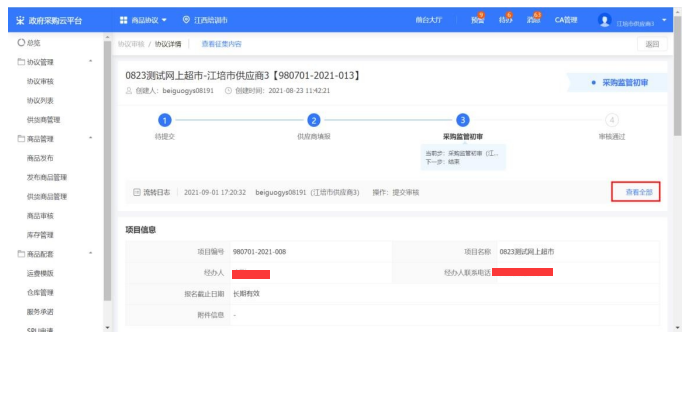 政府采购云平台
商品协议
江西培训市
前台大厅
预警
待办
消息
CA管理
总览
协议审核 / 协议详情
查看征集内容
返回
协议管理
协议审核
协议列表
供货商管理
商品管理
商品发布
发布商品管理
供货商品管理
商品审核
库存管理
商品配套
运费模版
仓库管理
服务承诺
0823测试网上超市-江培市供应商3【980701-2021-013】
采购监管初审
创建人：beiguogys08191
创建时间：2021-08-23 11:42:21
1
2
3
4
待提交
供应商填报
采购监管初审
审核通过
当前步：采购监管初审（江...
下一步：结束
流转日志
2021-09-01 17:20:32 beiguogys08191（江培市供应商3） 操作：提交审核
查看全部
项目信息
项目编号 980701-2021-008
项目名称 0823测试网上超市
经办人
经办人联系电话
报名截止日期 长期有效
附件信息 -